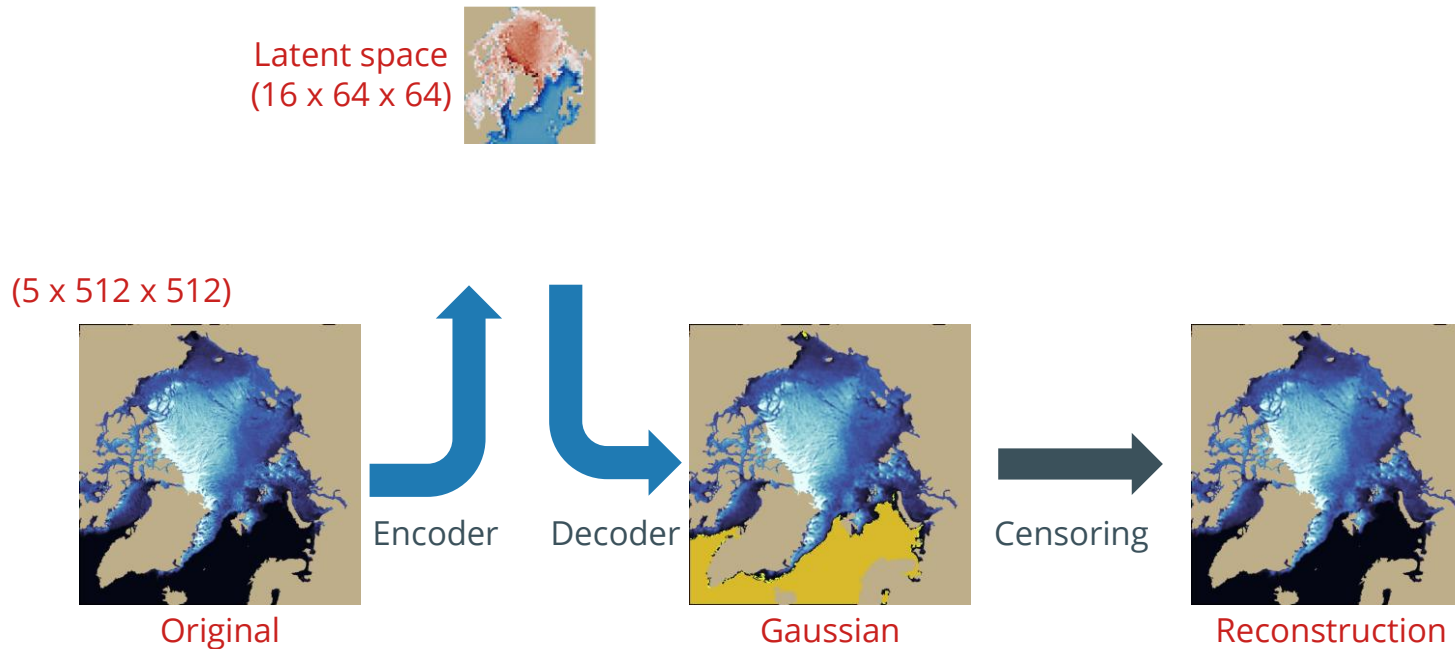 Latent space
(16 x 64 x 64)
(5 x 512 x 512)
Encoder
Decoder
Censoring
Original
Gaussian
Reconstruction